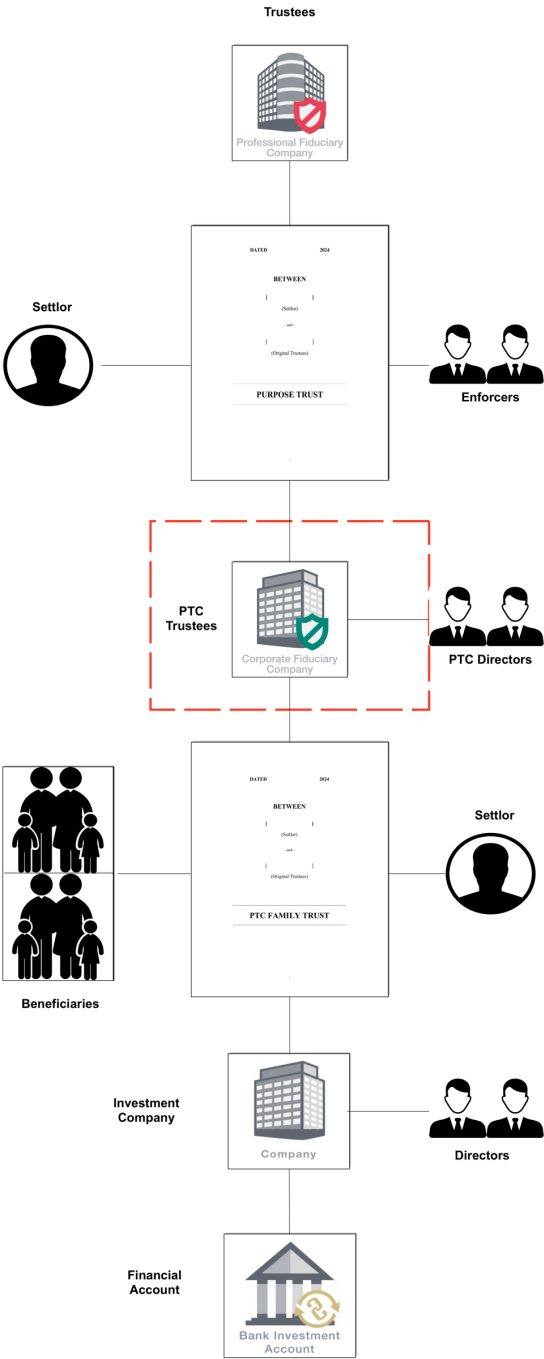 Trustees
Professional Fiduciary
Company
DATED 2024
BETWEEN
[ ]
(Settlor)
-and-
[ ]
(Original Trustees)
PURPOSE TRUST
Settlor
Enforcers
PTC
Trustees
Corporate Fiduciary
Company
PTC Directors
DATED 2024
BETWEEN
[ ]
(Settlor)
-and-
[ ]
(Original Trustees)
PTC FAMILY TRUST
Settlor
Beneficiaries
Investment
Company
Company
Directors
Financial
Account
Bank Investment
Account